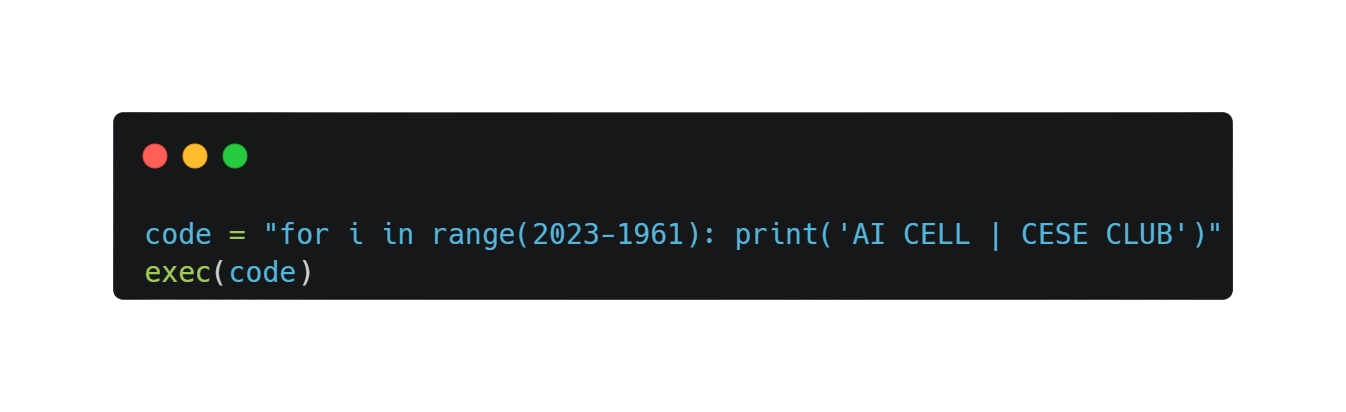 code = "for i in range(2023-1961): print('AI CELL | CESE CLUB')"
exec(code)